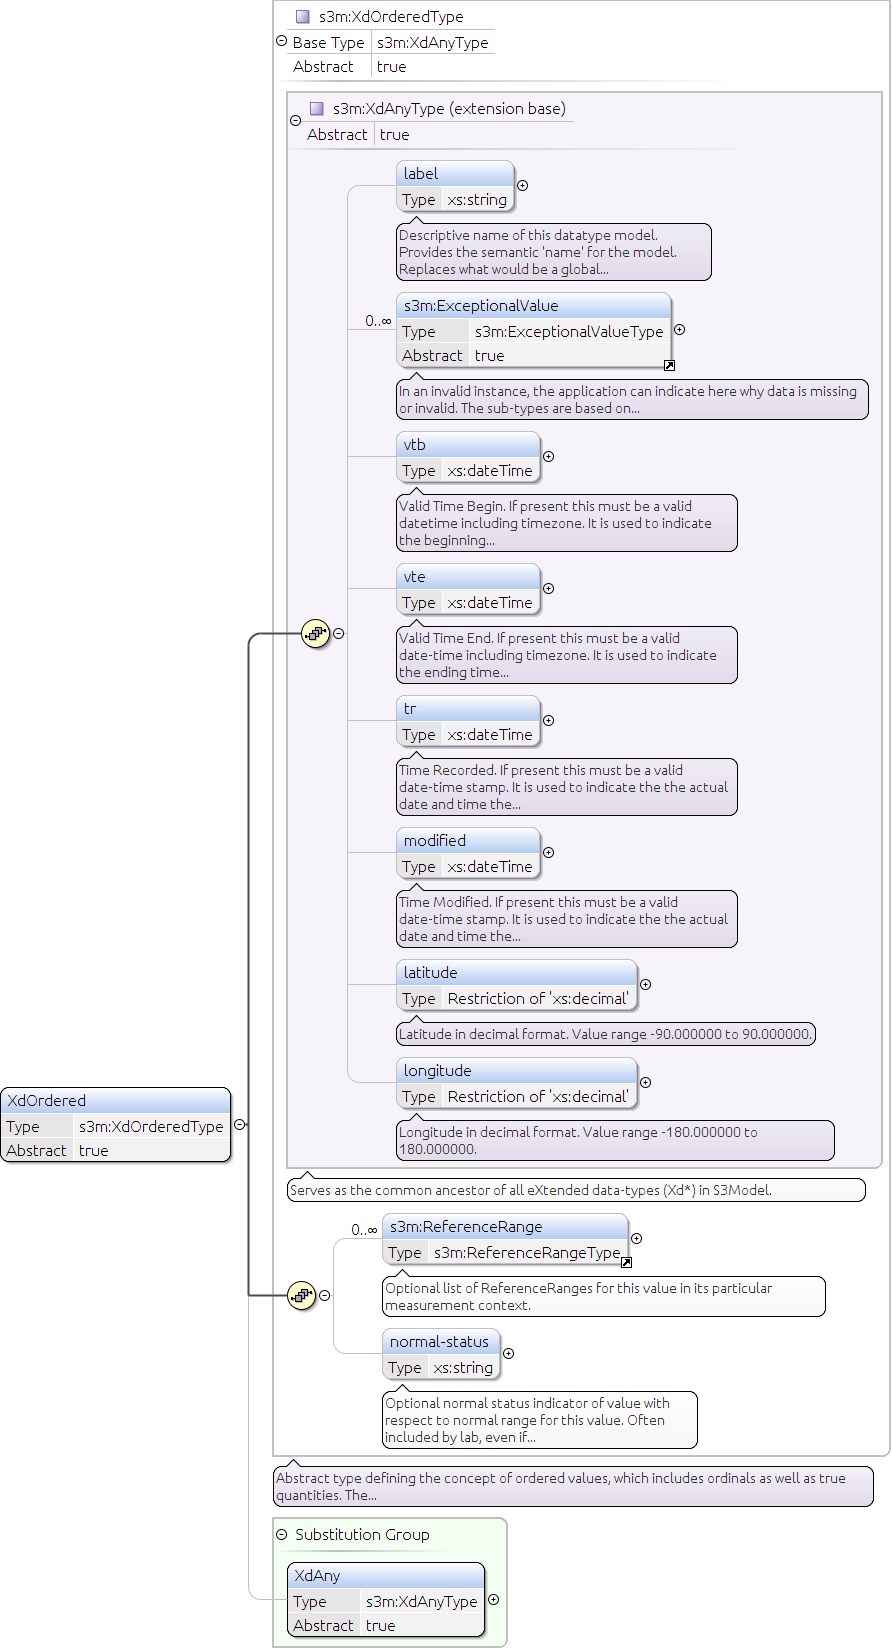 s3m:XdOrderedType
Base Type s3m:XdAnyType
Abstract true
s3m:XdAnyType (extension base)
Abstract true
label
Type xs:string
Descriptive name of this datatype model.
Provides the semantic 'name' for the model.
Replaces what would be a global...
0..∞
s3m:ExceptionalValue
Type s3m:ExceptionalValueType
Abstract true
In an invalid instance, the application can indicate here why data is missing
or invalid. The sub-types are based on...
vtb
Type xs:dateTime
Valid Time Begin. If present this must be a valid
datetime including timezone. It is used to indicate
the beginning...
vte
Type xs:dateTime
Valid Time End. If present this must be a valid
date-time including timezone. It is used to indicate
the ending time...
tr
Type xs:dateTime
Time Recorded. If present this must be a valid
date-time stamp. It is used to indicate the the actual
date and time the...
modified
Type xs:dateTime
Time Modified. If present this must be a valid
date-time stamp. It is used to indicate the the actual
date and time the...
latitude
Type Restriction of 'xs:decimal'
Latitude in decimal format. Value range -90.000000 to 90.000000.
longitude
Type Restriction of 'xs:decimal'
Longitude in decimal format. Value range -180.000000 to
180.000000.
XdOrdered
Type s3m:XdOrderedType
Abstract true
Serves as the common ancestor of all eXtended data-types (Xd*) in S3Model.
0..∞
s3m:ReferenceRange
Type s3m:ReferenceRangeType
Optional list of ReferenceRanges for this value in its particular
measurement context.
normal-status
Type xs:string
Optional normal status indicator of value with
respect to normal range for this value. Often
included by lab, even if...
Abstract type defining the concept of ordered values, which includes ordinals as well as true
quantities. The...
Substitution Group
XdAny
Type s3m:XdAnyType
Abstract true